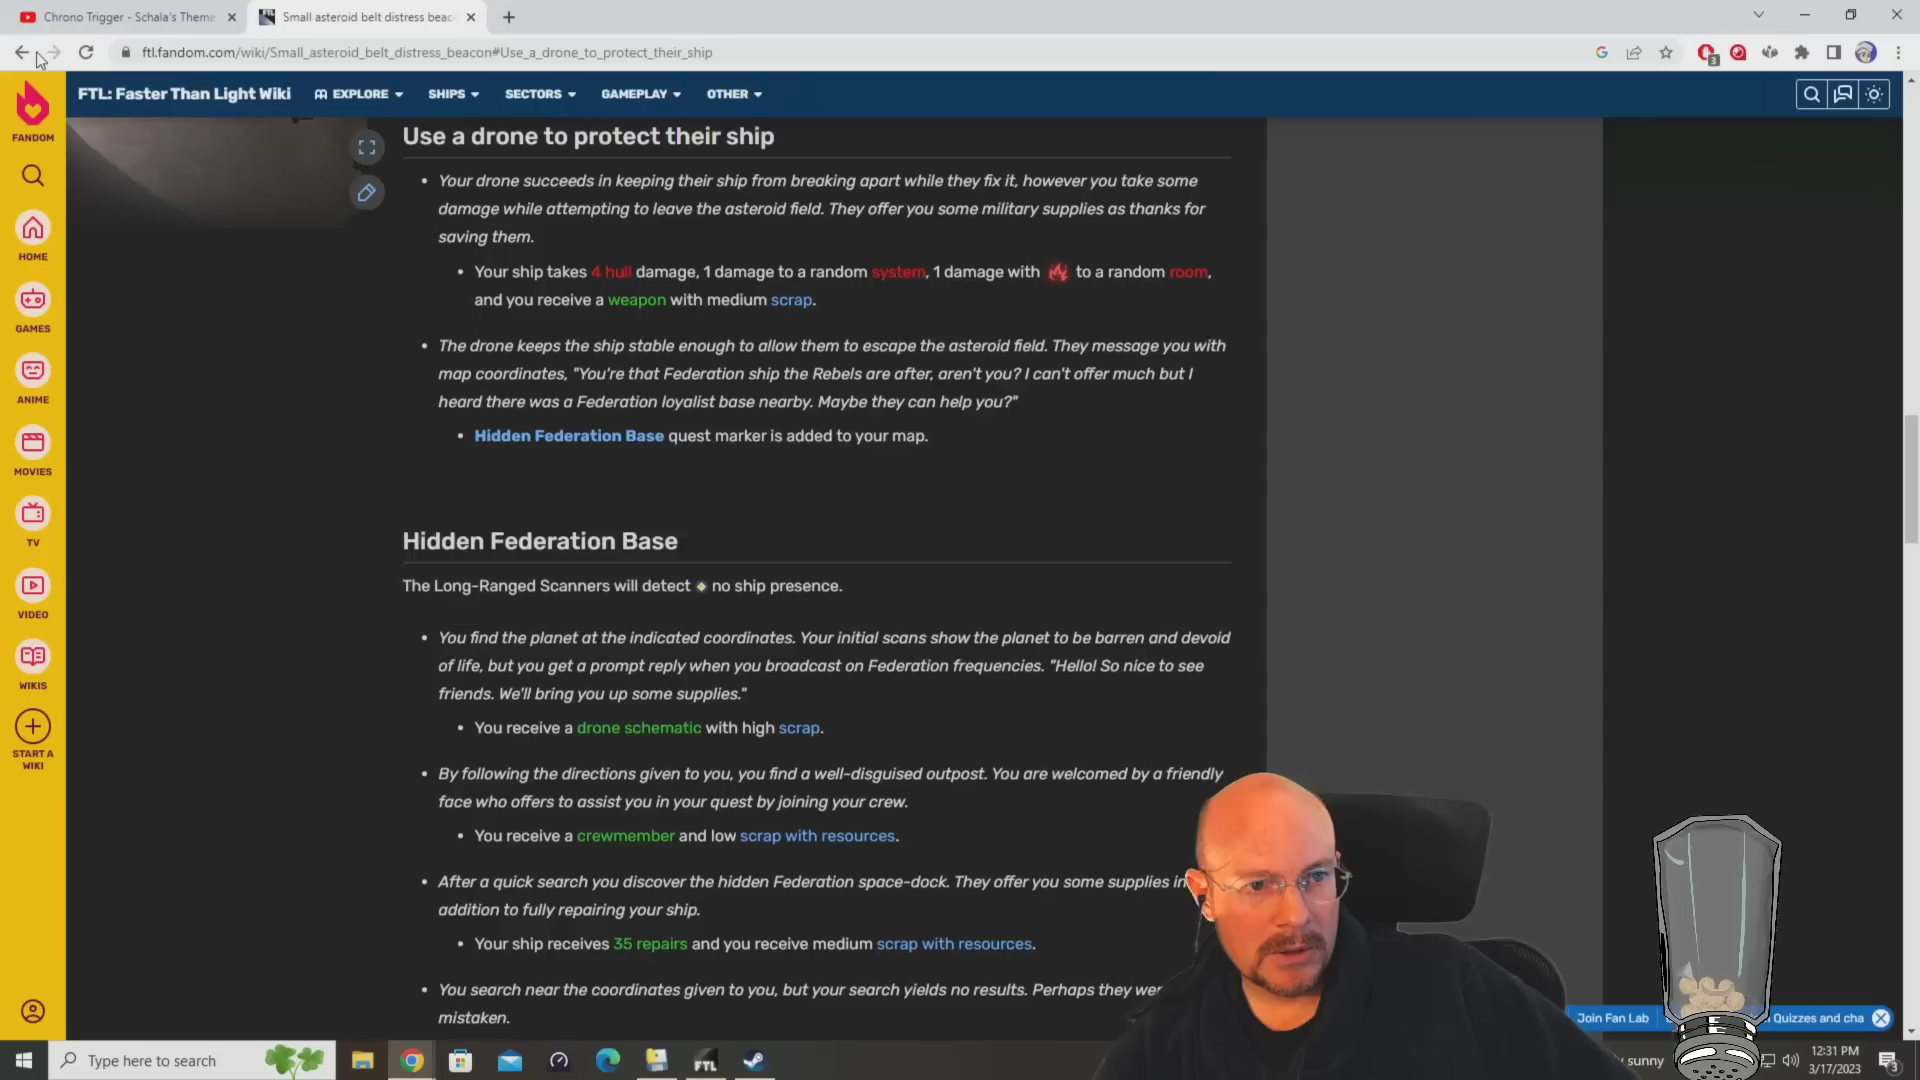 Chrono Trigger - Schala's Theme
Small asteroid belt distress beac
ftl.fandom.com/wiki/Small_asteroid_belt_distress_beacon#Use_a_drone_to_protect_their_ship
3
FANDOM
HOME
GAMES
ANIME
MOVIES
TV
VIDEO
WIKIS
START A
WIKI
FTL: Faster Than Light Wiki
EXPLORE
SHIPS
SECTORS
GAMEPLAY
OTHER
Use a drone to protect their ship
• Your drone succeeds in keeping their ship from breaking apart while they fix it, however you take some
damage while attempting to leave the asteroid field. They offer you some military supplies as thanks for
saving them.
• Your ship takes 4 hull damage, 1 damage to a random system, 1 damage with to a random room,
and you receive a weapon with medium scrap.
• The drone keeps the ship stable enough to allow them to escape the asteroid field. They message you with
map coordinates, "You're that Federation ship the Rebels are after, aren't you? I can't offer much but I
heard there was a Federation loyalist base nearby. Maybe they can help you?"
• Hidden Federation Base quest marker is added to your map.
Hidden Federation Base
The Long-Ranged Scanners will detect no ship presence.
• You find the planet at the indicated coordinates. Your initial scans show the planet to be barren and devoid
of life, but you get a prompt reply when you broadcast on Federation frequencies. "Hello! So nice to see
friends. We'll bring you up some supplies."
• You receive a drone schematic with high scrap.
• By following the directions given to you, you find a well-disguised outpost. You are welcomed by a friendly
face who offers to assist you in your quest by joining your crew.
• You receive a crewmember and low scrap with resources.
• After a quick search you discover the hidden Federation space-dock. They offer you some supplies in
addition to fully repairing your ship.
• Your ship receives 35 repairs and you receive medium scrap with resources.
• You search near the coordinates given to you, but your search yields no results. Perhaps they wer
mistaken.
Join Fan Lab
Quizzes and cha
Type here to search
FTL
sunny
12:31 PM
3/17/2023
3